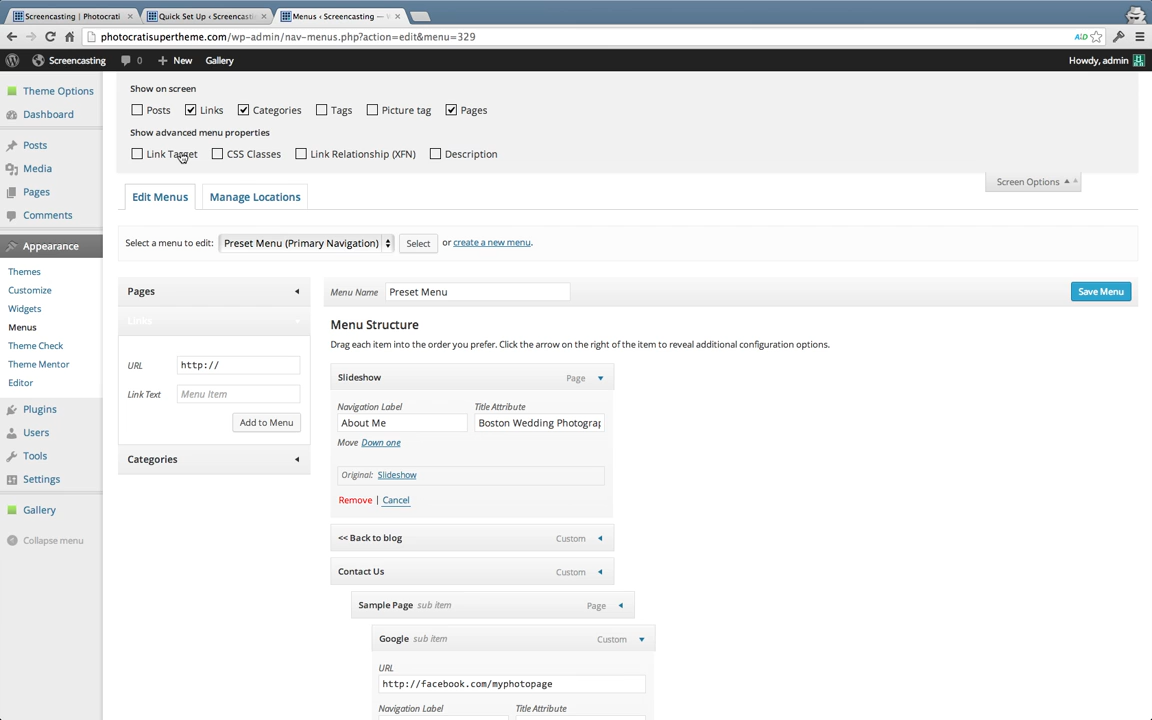 Screencasting | Photocrati
Quick Set Up ‹ Screencasti
Menus ‹ Screencasting —
photocratisupertheme.com/wp-admin/nav-menus.php?action=edit&menu=329
Screencasting 0 + New Gallery Howdy, admin
Theme Options
Dashboard
Posts
Media
Pages
Comments
Appearance
Themes
Customize
Widgets
Menus
Theme Check
Theme Mentor
Editor
Plugins
Users
Tools
Settings
Gallery
Collapse menu
Show on screen
Posts Links Categories Tags Picture tag Pages
Show advanced menu properties
Link Target CSS Classes Link Relationship (XFN) Description
Screen Options
Edit Menus Manage Locations
Select a menu to edit: Preset Menu (Primary Navigation) Select or create a new menu.
Pages
Links
URL http://
Link Text Menu Item
Add to Menu
Categories
Menu Name Preset Menu Save Menu
Menu Structure
Drag each item into the order you prefer. Click the arrow on the right of the item to reveal additional configuration options.
Slideshow Page
Navigation Label Title Attribute
About Me Boston Wedding Photograp
Move Down one
Original: Slideshow
Remove | Cancel
<< Back to blog Custom
Contact Us Custom
Sample Page sub item Page
Google sub item Custom
URL
http://facebook.com/myphotopage
Navigation Label Title Attribute